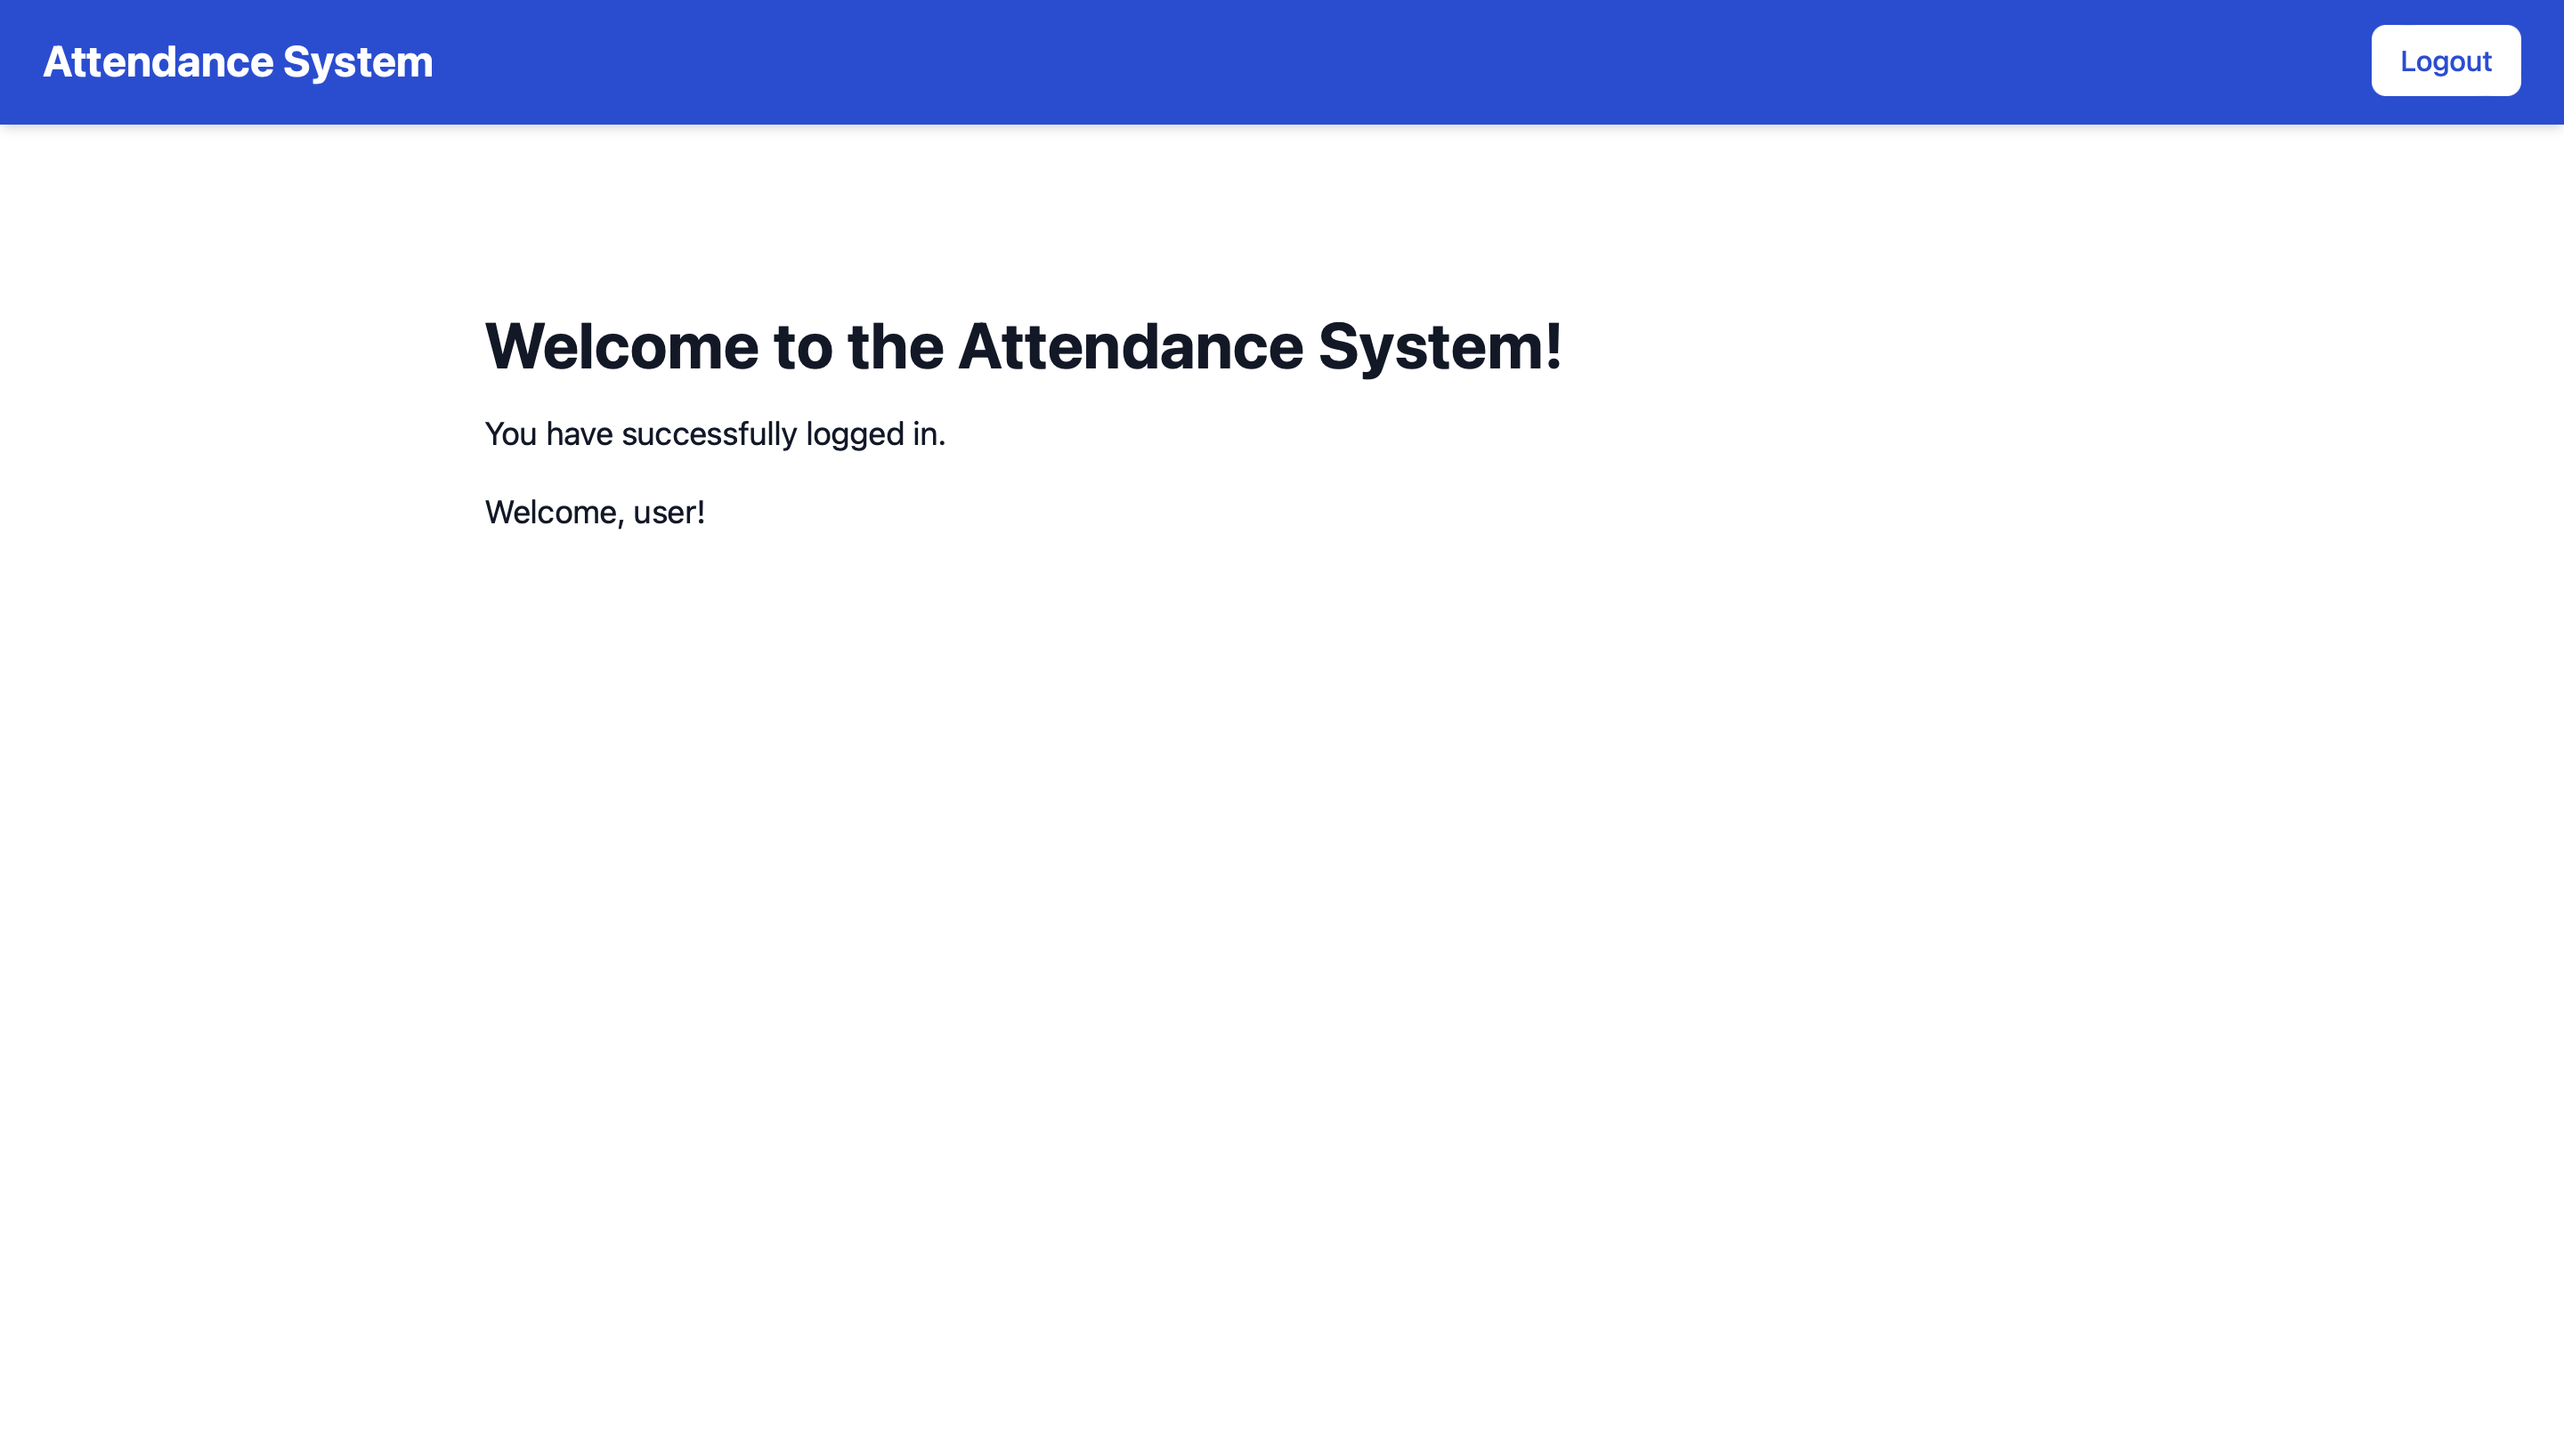 Attendance System
Logout
Welcome to the Attendance System!
You have successfully logged in.
Welcome, user!